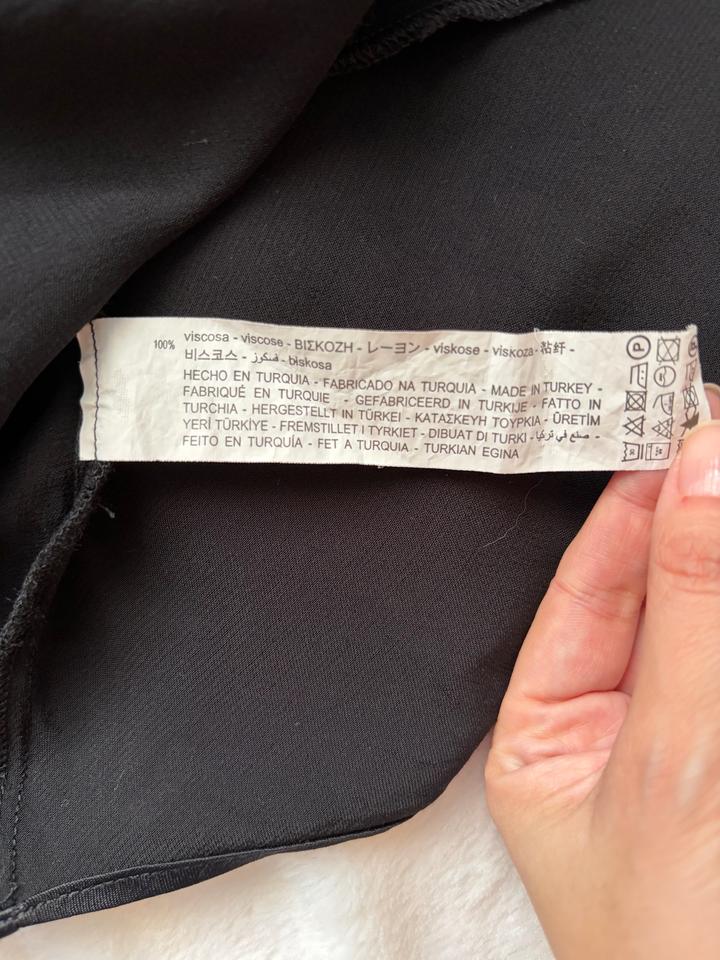 100% viscosa - viscose - ΒΙΣΚΟΖΗ - レーヨン - viskose - viskoza - 粘纤 -
비스코스 - فسكوز - biskosa
HECHO EN TURQUIA - FABRICADO NA TURQUIA - MADE IN TURKEY -
FABRIQUÉ EN TURQUIE - GEFABRICEERD IN TURKIJE - FATTO IN
TURCHIA - HERGESTELLT IN TÜRKEI - ΚΑΤΑΣΚΕΥΗ ΤΟΥΡΚΙΑ - ÜRETİM
YERİ TÜRKİYE - FREMSTILLET I TYRKIET - DIBUAT DI TURKI - صنع في تركيا -
FEITO EN TURQUÍA - FET A TURQUIA - TURKIAN EGINA
P